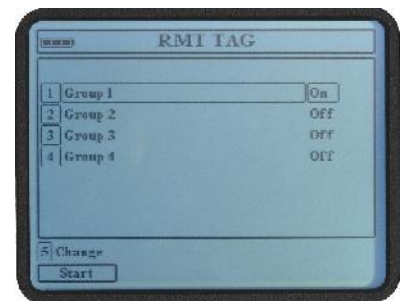 RMT TAG
1 Group 1 On
2 Group 2 Off
3 Group 3 Off
4 Group 4 Off
5 Change
Start